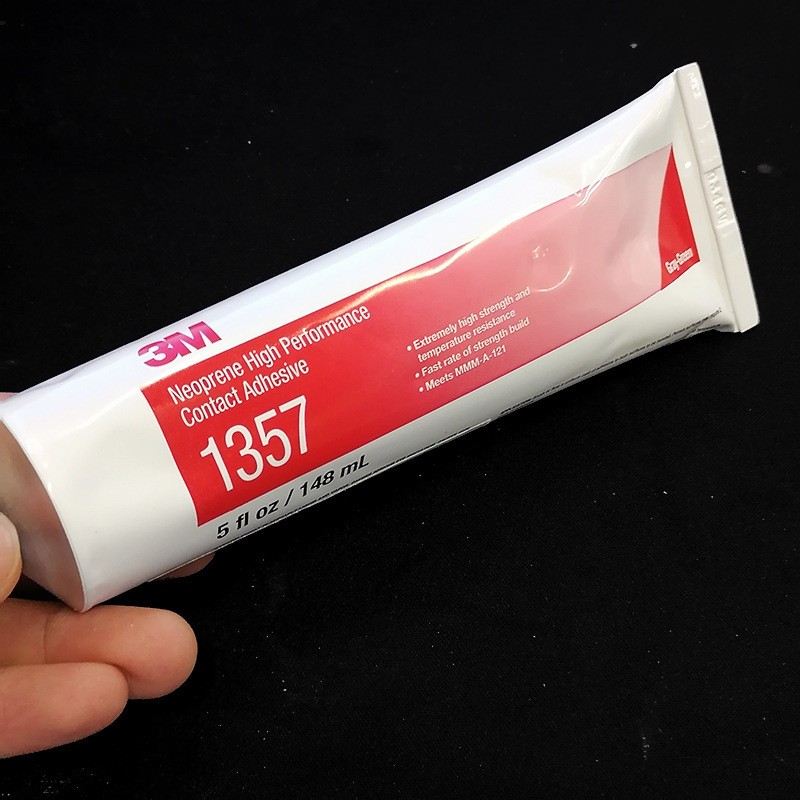 3M
Neoprene High Performance
Contact Adhesive
1357
5 fl oz / 148 mL
• Extremely high strength and
temperature resistance
• Fast rate of strength build
• Meets MMM-A-121
Gray-Green